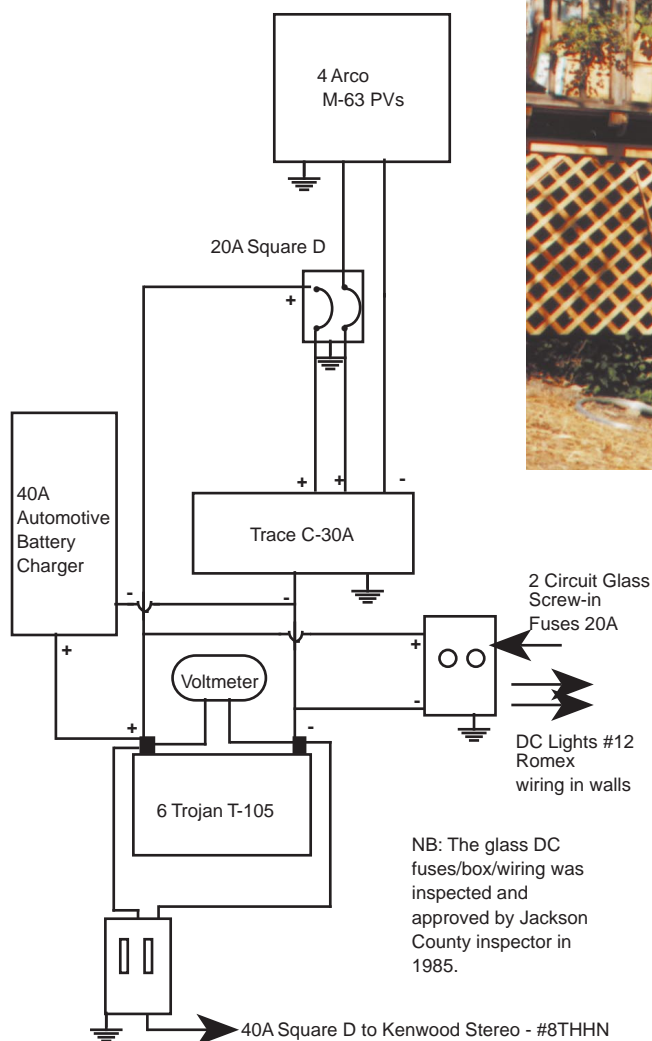 4 Arco
M-63 PVs
20A Square D
+
+
+
-
40A
Automotive
Battery
Charger
Trace C-30A
-
-
+
2 Circuit Glass
Screw-in
Fuses 20A
+
-
Voltmeter
+
-
DC Lights #12
Romex
wiring in walls
6 Trojan T-105
NB: The glass DC
fuses/box/wiring was
inspected and
approved by Jackson
County inspector in
1985.
40A Square D to Kenwood Stereo - #8THHN